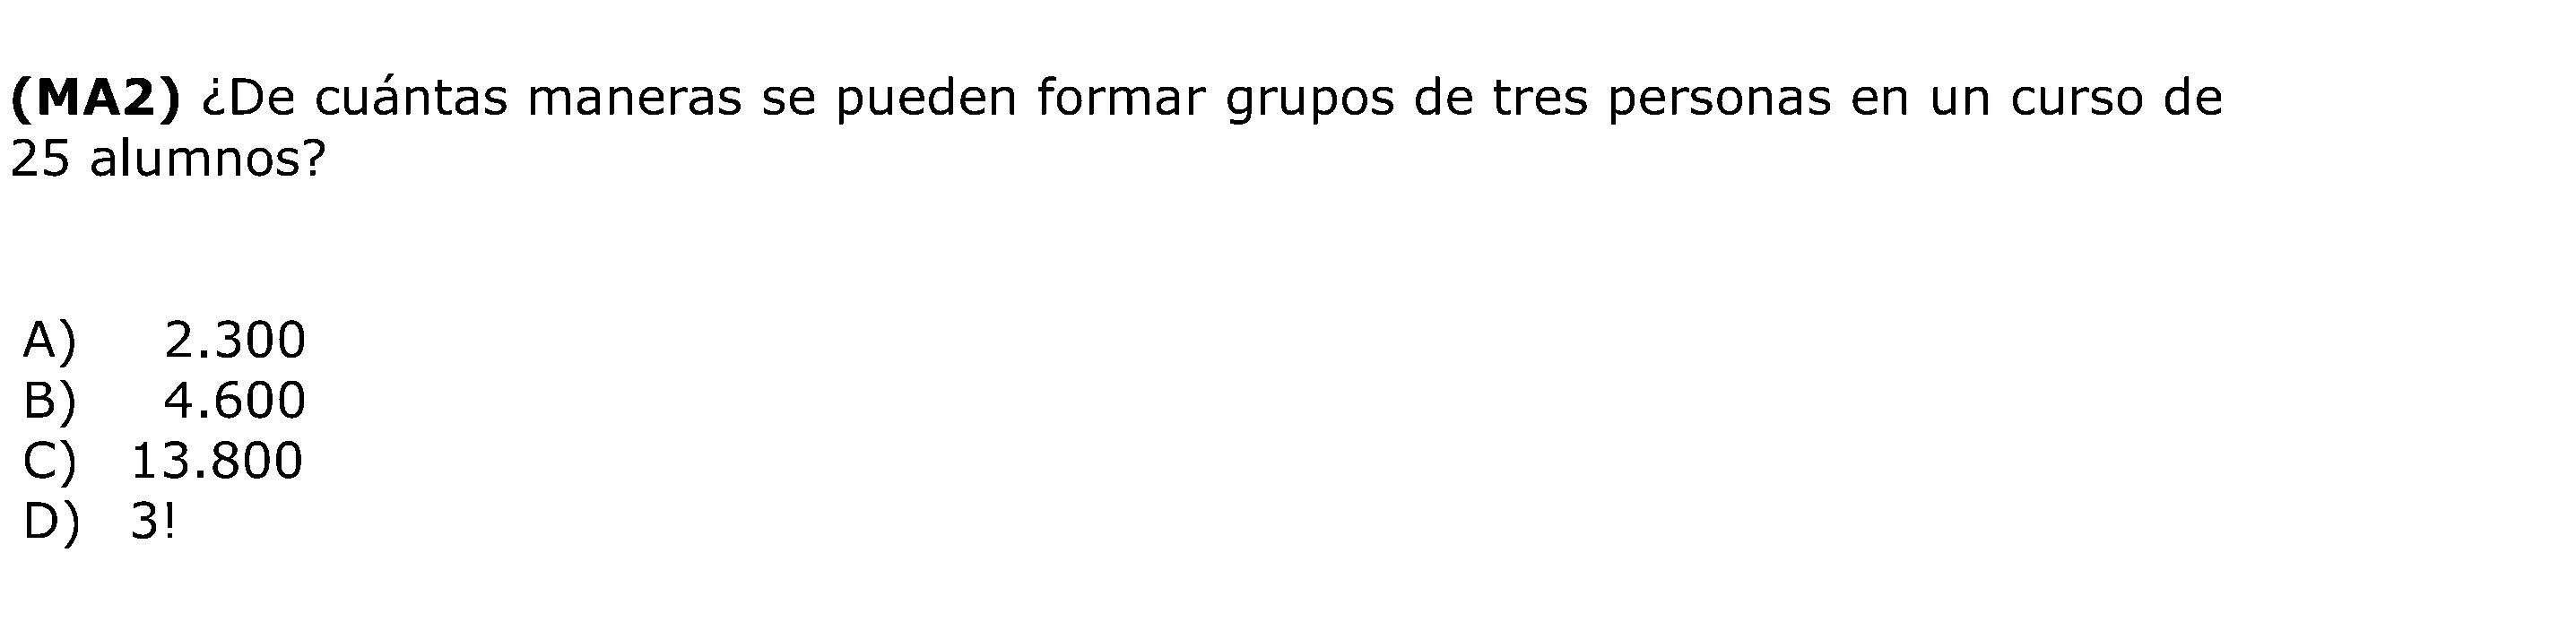 (MA2) ¿De cuántas maneras se pueden formar grupos de tres personas en un curso de
25 alumnos?
A) 2.300
B) 4.600
C) 13.800
D) 3!